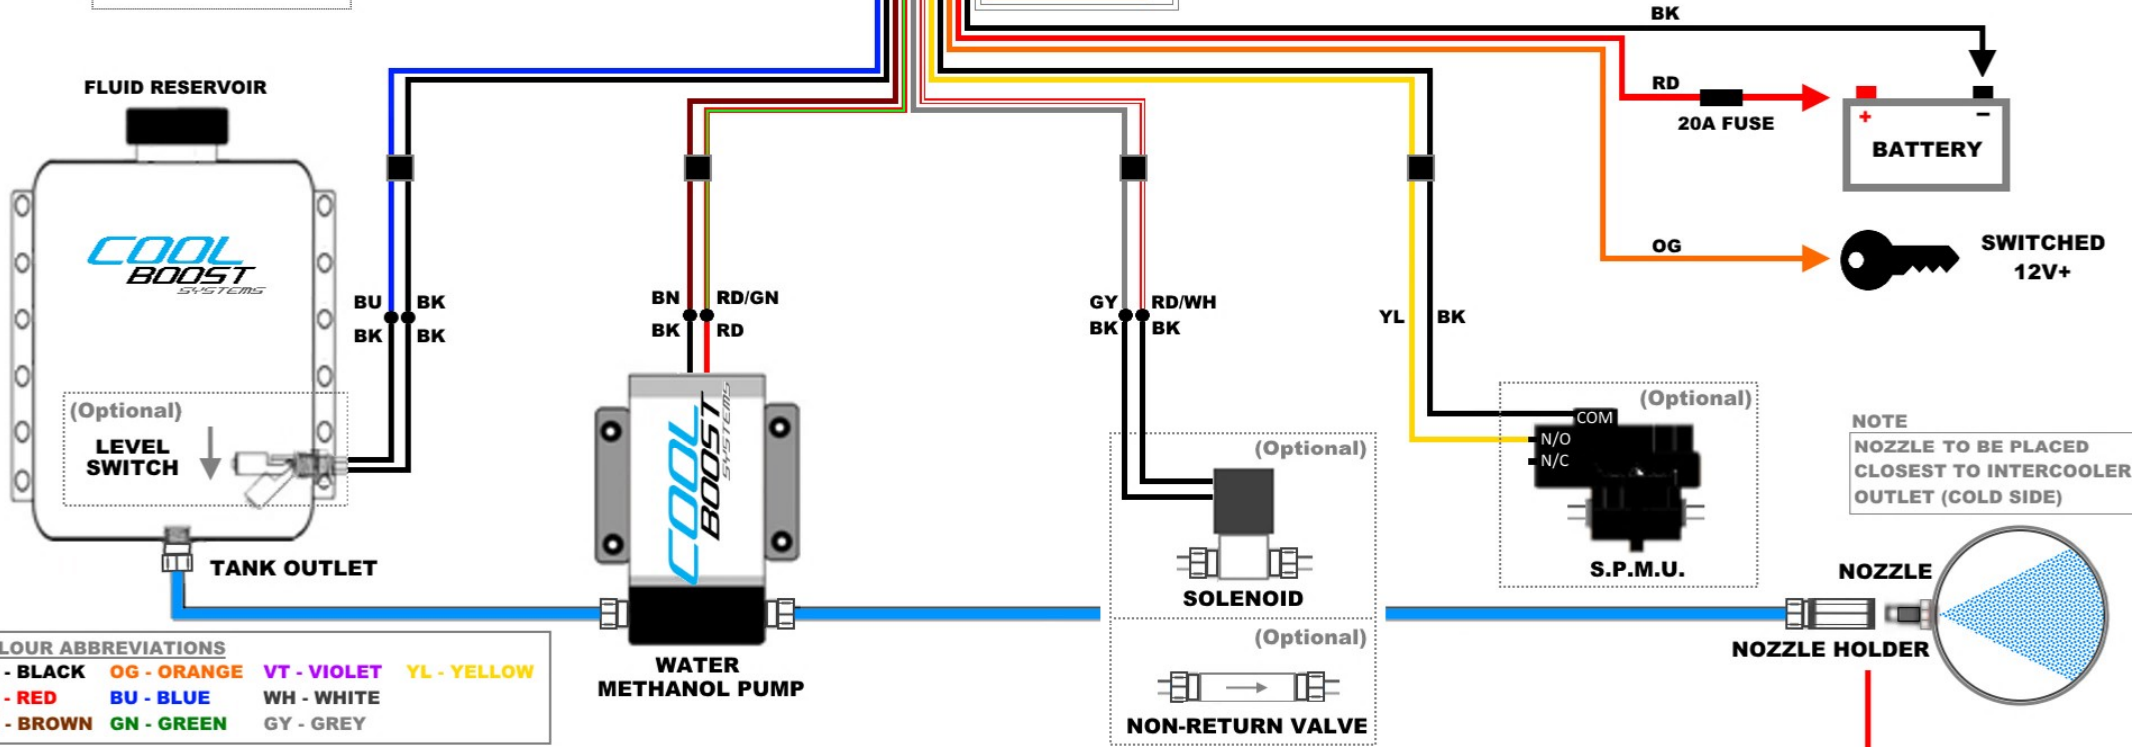 BK
FLUID RESERVOIR
RD
20A FUSE
+
−
BATTERY
COOL
BOOST
SYSTEMS
OG
SWITCHED
12V+
BU BK
BK BK
BN RD/GN
BK RD
GY RD/WH
BK BK
YL BK
(Optional)
LEVEL
SWITCH
COOL
BOOST
SYSTEMS
(Optional)
SOLENOID
(Optional)
COM
N/O
N/C
S.P.M.U.
NOTE
NOZZLE TO BE PLACED
CLOSEST TO INTERCOOLER
OUTLET (COLD SIDE)
TANK OUTLET
NOZZLE
NOZZLE HOLDER
WATER
METHANOL PUMP
(Optional)
NON-RETURN VALVE
LOUR ABBREVIATIONS
- BLACK OG - ORANGE VT - VIOLET YL - YELLOW
- RED BU - BLUE WH - WHITE
- BROWN GN - GREEN GY - GREY